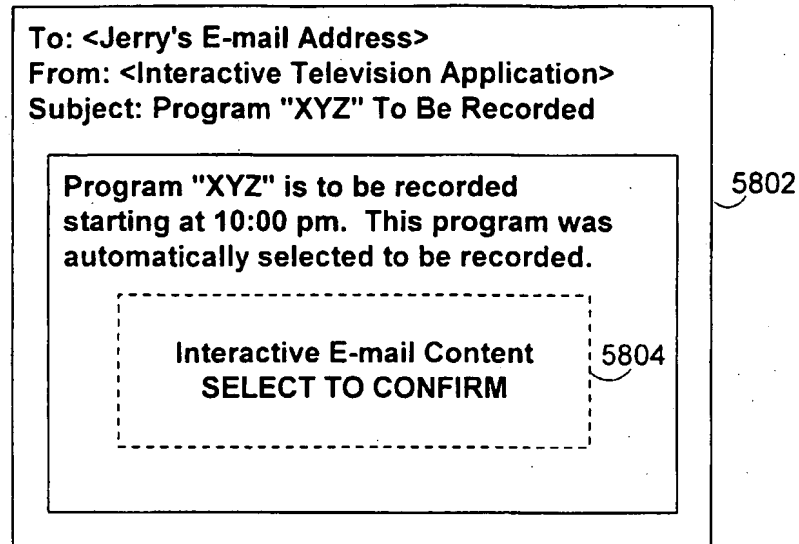 To: <Jerry's E-mail Address>
From: <Interactive Television Application>
Subject: Program "XYZ" To Be Recorded
Program "XYZ" is to be recorded
starting at 10:00 pm. This program was
automatically selected to be recorded.
5802
Interactive E-mail Content
SELECT TO CONFIRM
5804